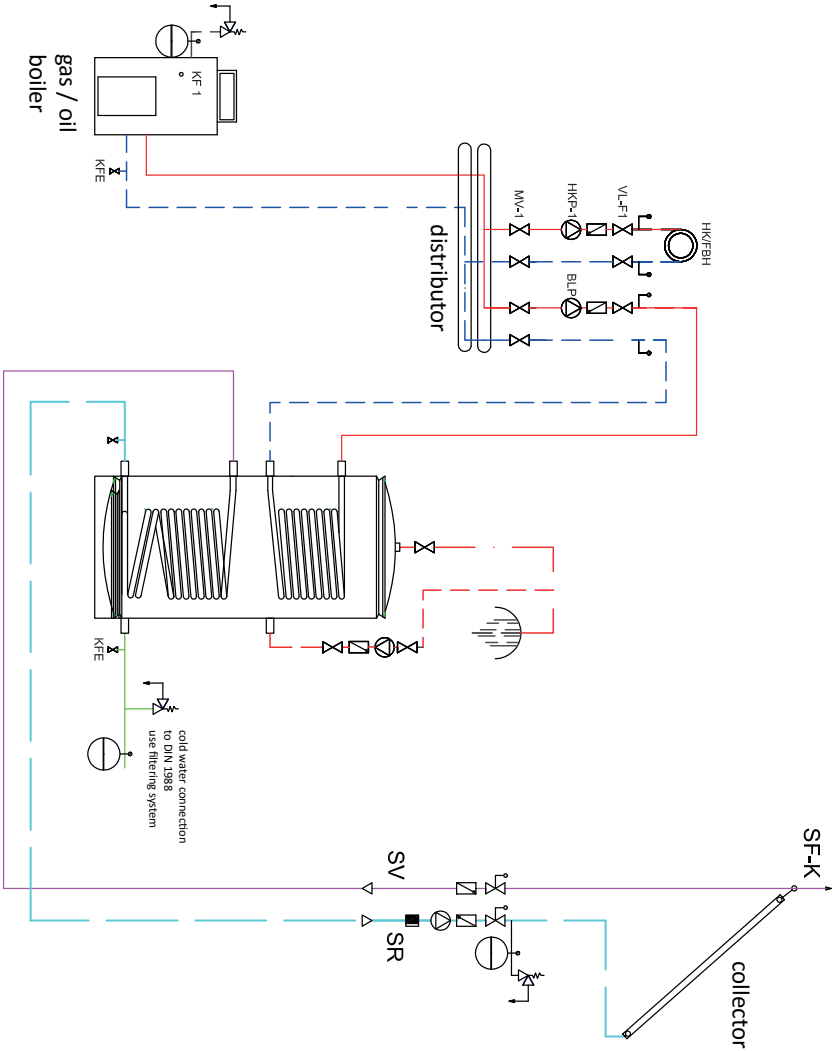 SF-K
collector
HK/FBH
VL-F1
HKP-1
BLP
MV-1
distributor
SV
SR
KF 1
gas / oil
boiler
KFE
KFE
cold water connection
to DIN 1988
use filtering system